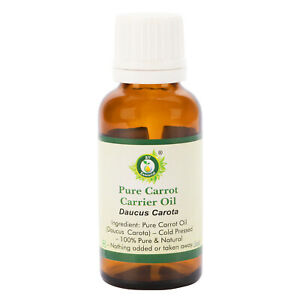 ®
Pure Carrot
Carrier Oil
Daucus Carota
Ingredient: Pure Carrot Oil
(Daucus Carota) – Cold Pressed
– 100% Pure & Natural
- Nothing added or taken away